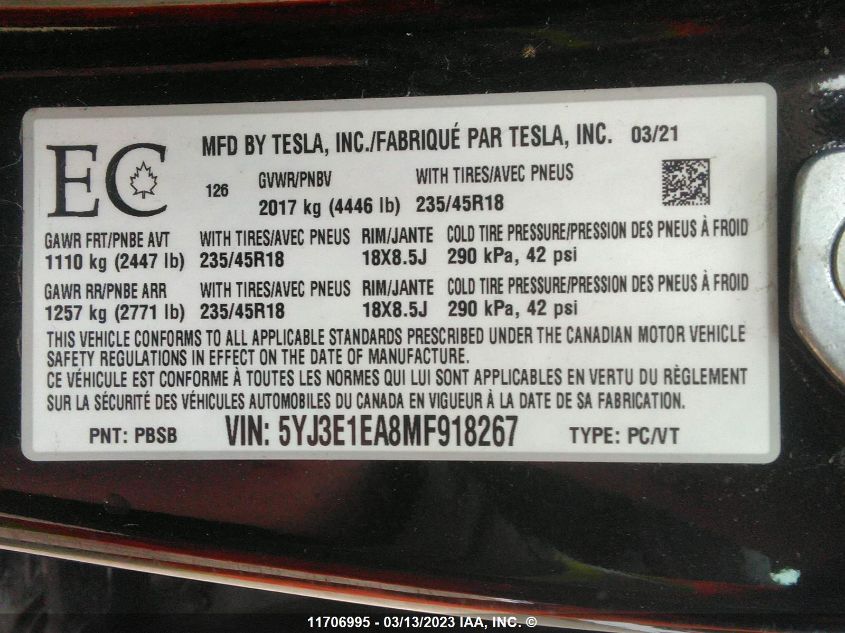 EC
MFD BY TESLA, INC./FABRIQUÉ PAR TESLA, INC. 03/21
126 GVWR/PNBV WITH TIRES/AVEC PNEUS
2017 kg (4446 lb) 235/45R18
GAWR FRT/PNBE AVT WITH TIRES/AVEC PNEUS RIM/JANTE COLD TIRE PRESSURE/PRESSION DES PNEUS À FROID
1110 kg (2447 lb) 235/45R18 18X8.5J 290 kPa, 42 psi
GAWR RR/PNBE ARR WITH TIRES/AVEC PNEUS RIM/JANTE COLD TIRE PRESSURE/PRESSION DES PNEUS À FROID
1257 kg (2771 lb) 235/45R18 18X8.5J 290 kPa, 42 psi
THIS VEHICLE CONFORMS TO ALL APPLICABLE STANDARDS PRESCRIBED UNDER THE CANADIAN MOTOR VEHICLE
SAFETY REGULATIONS IN EFFECT ON THE DATE OF MANUFACTURE.
CE VÉHICULE EST CONFORME À TOUTES LES NORMES QUI LUI SONT APPLICABLES EN VERTU DU RÈGLEMENT
SUR LA SÉCURITÉ DES VÉHICULES AUTOMOBILES DU CANADA EN VIGUEUR À LA DATE DE SA FABRICATION.
PNT: PBSB VIN: 5YJ3E1EA8MF918267 TYPE: PC/VT
11706995 - 03/13/2023 IAA, INC. ©